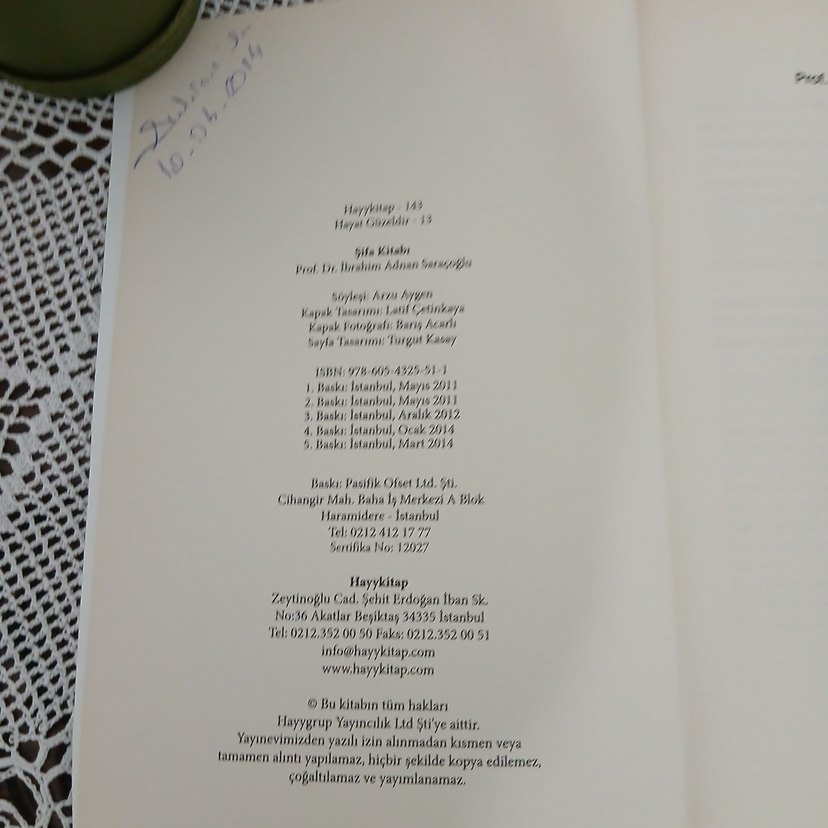 10-04-2014
Prof.
Hayykitap - 143
Hayat Güzeldir - 13
Şifa Kitabı
Prof. Dr. İbrahim Adnan Saraçoğlu
Söyleşi: Arzu Aygen
Kapak Tasarımı: Latif Çetinkaya
Kapak Fotoğrafı: Barış Acarlı
Sayfa Tasarımı: Turgut Kasay
ISBN: 978-605-4325-51-1
1. Baskı: İstanbul, Mayıs 2011
2. Baskı: İstanbul, Mayıs 2011
3. Baskı: İstanbul, Aralık 2012
4. Baskı: İstanbul, Ocak 2014
5. Baskı: İstanbul, Mart 2014
Baskı: Pasifik Ofset Ltd. Şti.
Cihangir Mah. Baha İş Merkezi A Blok
Haramidere - İstanbul
Tel: 0212 412 17 77
Sertifika No: 12027
Hayykitap
Zeytinoğlu Cad. Şehit Erdoğan İban Sk.
No:36 Akatlar Beşiktaş 34335 İstanbul
Tel: 0212.352 00 50 Faks: 0212.352 00 51
info@hayykitap.com
www.hayykitap.com
© Bu kitabın tüm hakları
Hayygrup Yayıncılık Ltd Şti'ye aittir.
Yayınevimizden yazılı izin alınmadan kısmen veya
tamamen alıntı yapılamaz, hiçbir şekilde kopya edilemez,
çoğaltılamaz ve yayımlanamaz.